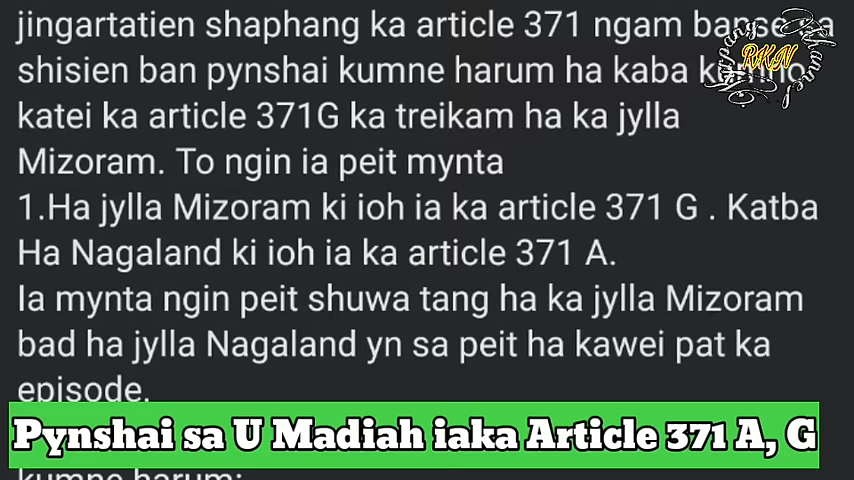 jingartatien shaphang ka article 371 ngam banse
shisien ban pynshai kumne harum ha kaba
katei ka article 371G ka treikam ha ka jylla
Mizoram. To ngin ia peit mynta
1.Ha jylla Mizoram ki ioh ia ka article 371 G . Katba
Ha Nagaland ki ioh ia ka article 371 A.
Ia mynta ngin peit shuwa tang ha ka jylla Mizoram
bad ha jylla Nagaland yn sa peit ha kawei pat ka
episode.
Pynshai sa U Madiah iaka Article 371 A, G
kumne harum:
RKN